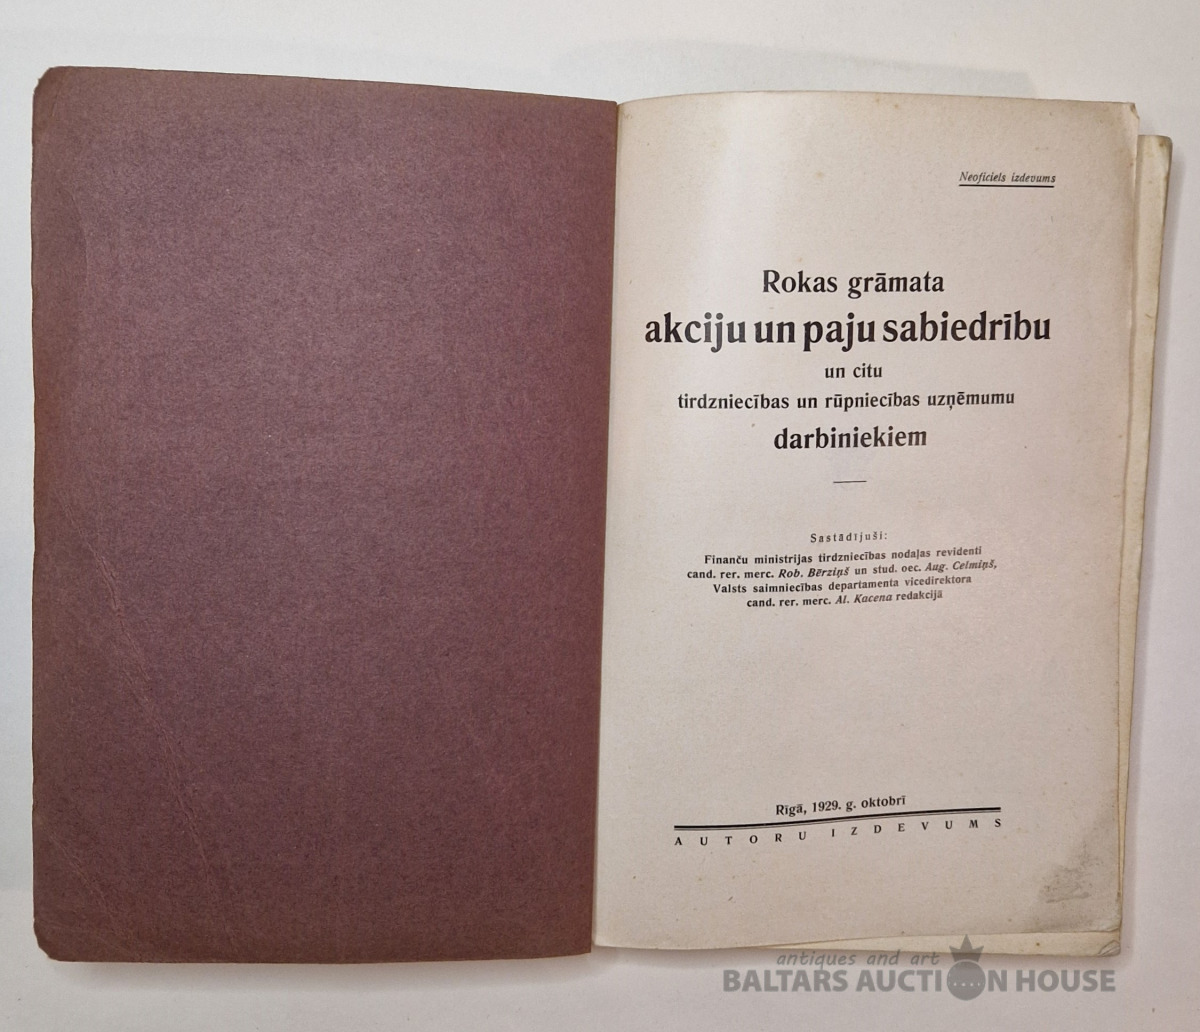 Neoficiels izdevums
Rokas grāmata
akciju un paju sabiedrību
un citu
tirdzniecības un rūpniecības uzņēmumu
darbiniekiem
Sastādījuši:
Finanču ministrijas tirdzniecības nodaļas revidenti
cand. rer. merc. Rob. Bērziņš un stud. oec. Aug. Celmiņš,
Valsts saimniecības departamenta vicedirektora
cand. rer. merc. Al. Kacena redakcijā
Rīgā, 1929. g. oktobrī
AUTORU IZDEVUMS
antiques and art
BALTARS AUCTION HOUSE